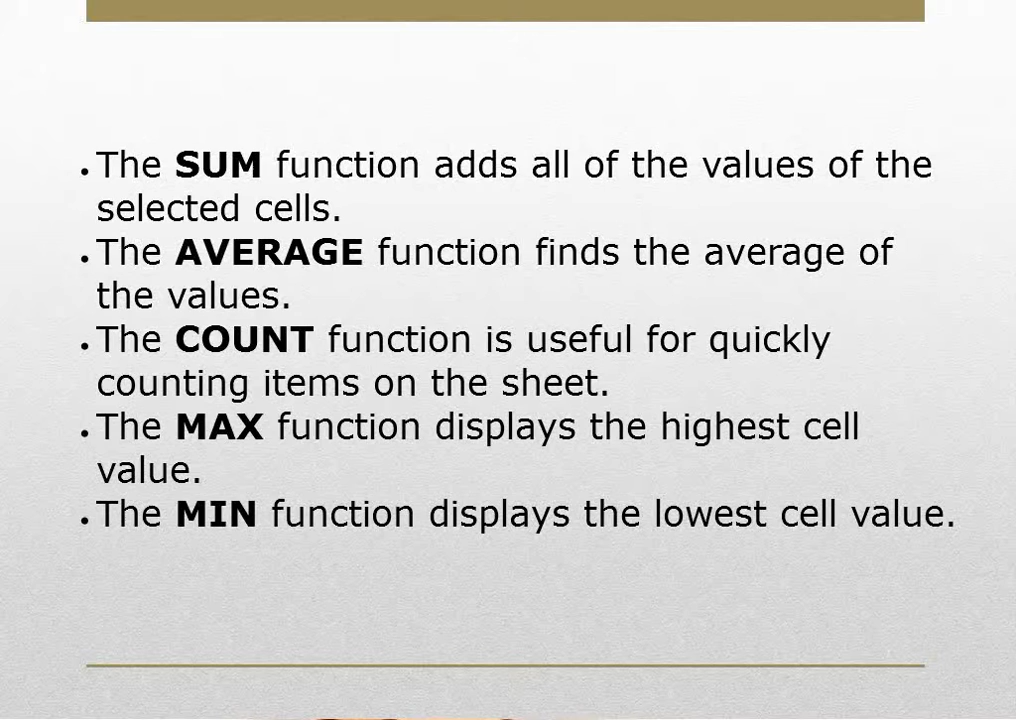 • The SUM function adds all of the values of the
selected cells.
• The AVERAGE function finds the average of
the values.
• The COUNT function is useful for quickly
counting items on the sheet.
• The MAX function displays the highest cell
value.
• The MIN function displays the lowest cell value.